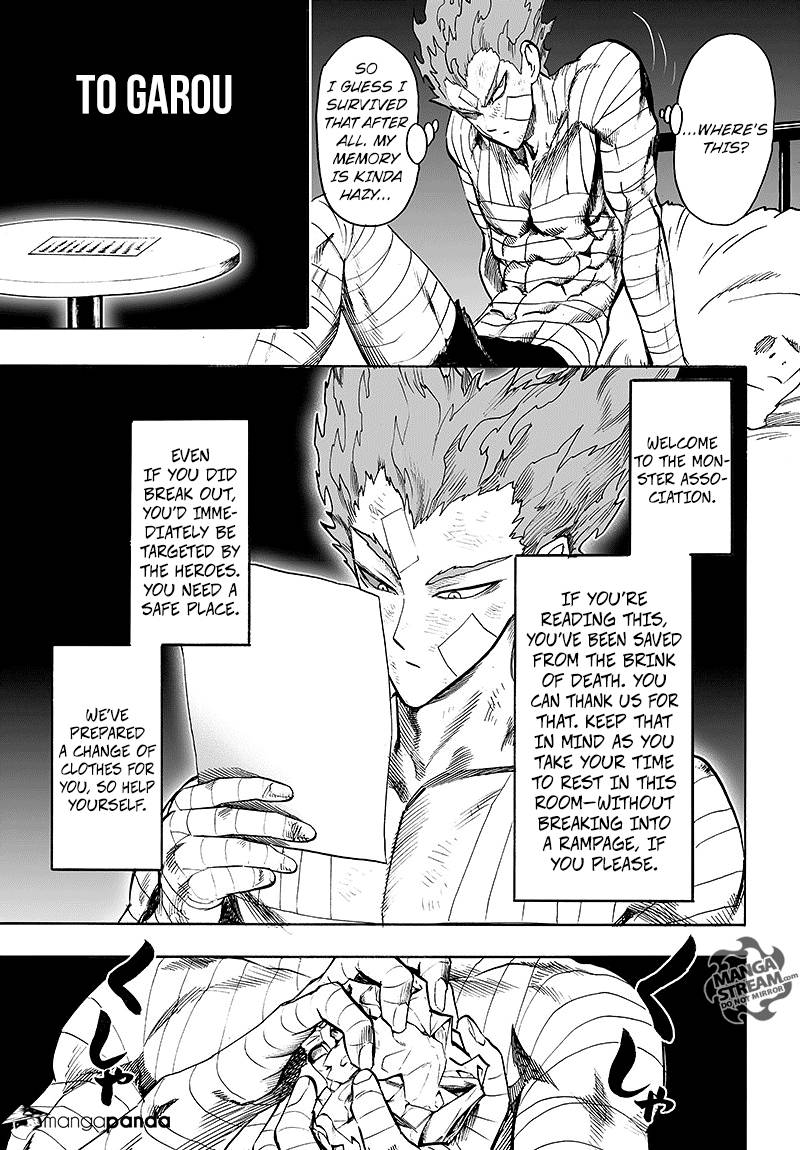 ...WHERE'S
THIS?
SO
I GUESS I
SURVIVED
THAT AFTER
ALL. MY
MEMORY
IS KINDA
HAZY...
TO GAROU
WELCOME
TO THE MON-
STER ASSO-
CIATION.
IF YOU'RE
READING THIS,
YOU'VE BEEN SAVED
FROM THE BRINK
OF DEATH. YOU
CAN THANK US FOR
THAT. KEEP THAT
IN MIND AS YOU
TAKE YOUR TIME
TO REST IN THIS
ROOM—WITHOUT
BREAKING INTO
A RAMPAGE, IF
YOU PLEASE.
EVEN
IF YOU DID
BREAK OUT,
YOU'D IMME-
DIATELY BE
TARGETED BY
THE HEROES.
YOU NEED A
SAFE PLACE.
WE'VE
PREPARED
A CHANGE OF
CLOTHES FOR
YOU, SO HELP
YOURSELF.
くしゃ
くしゃ
MANGA
STREAM.com
DO NOT MIRROR
mangapanda